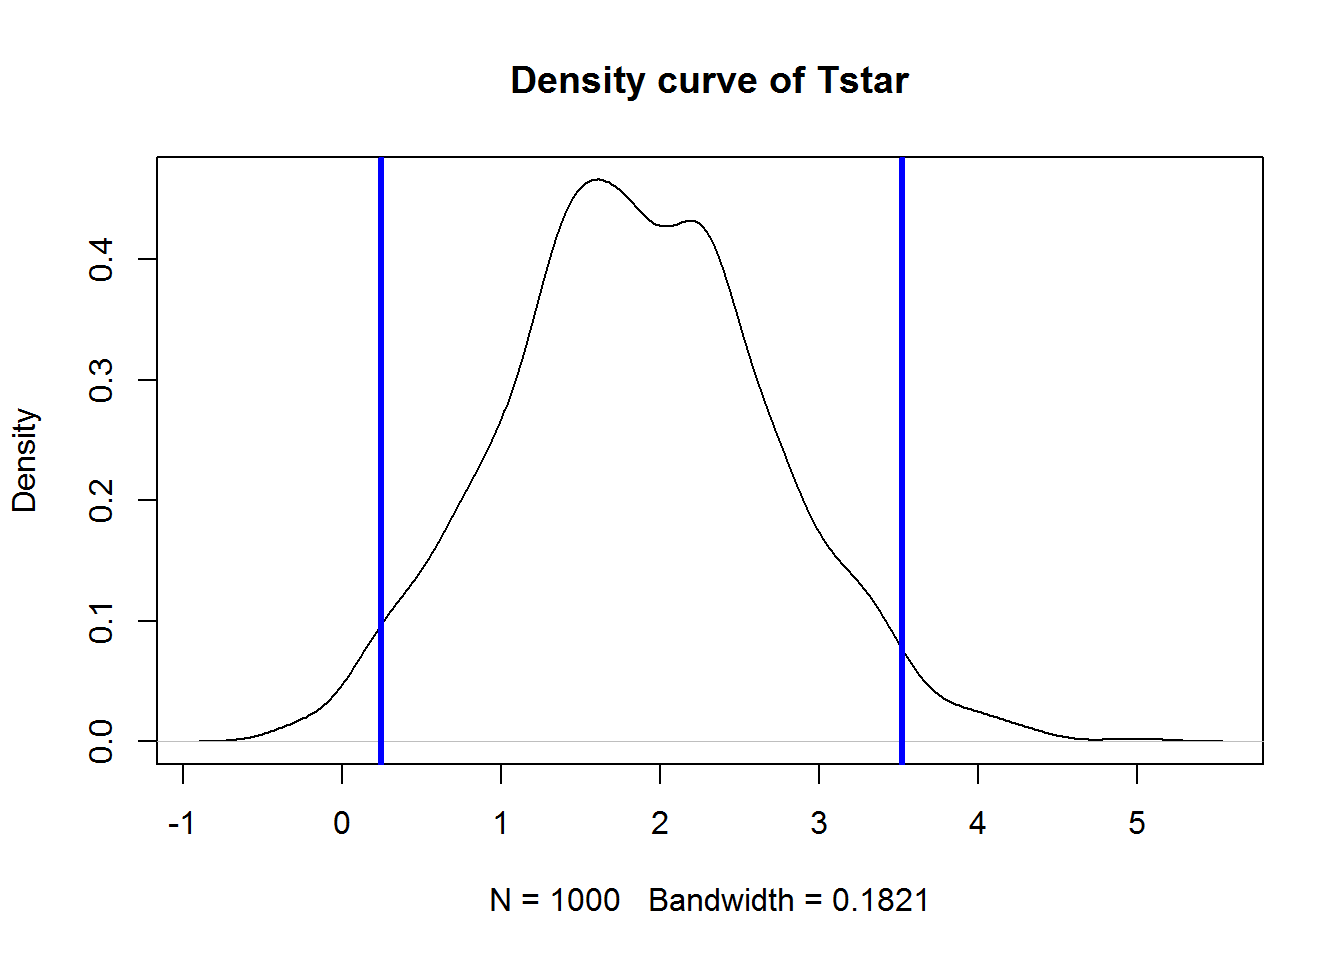 Density curve of Tstar
Density
0.4
0.3
0.2
0.1
0.0
-1 0 1 2 3 4 5
N = 1000 Bandwidth = 0.1821